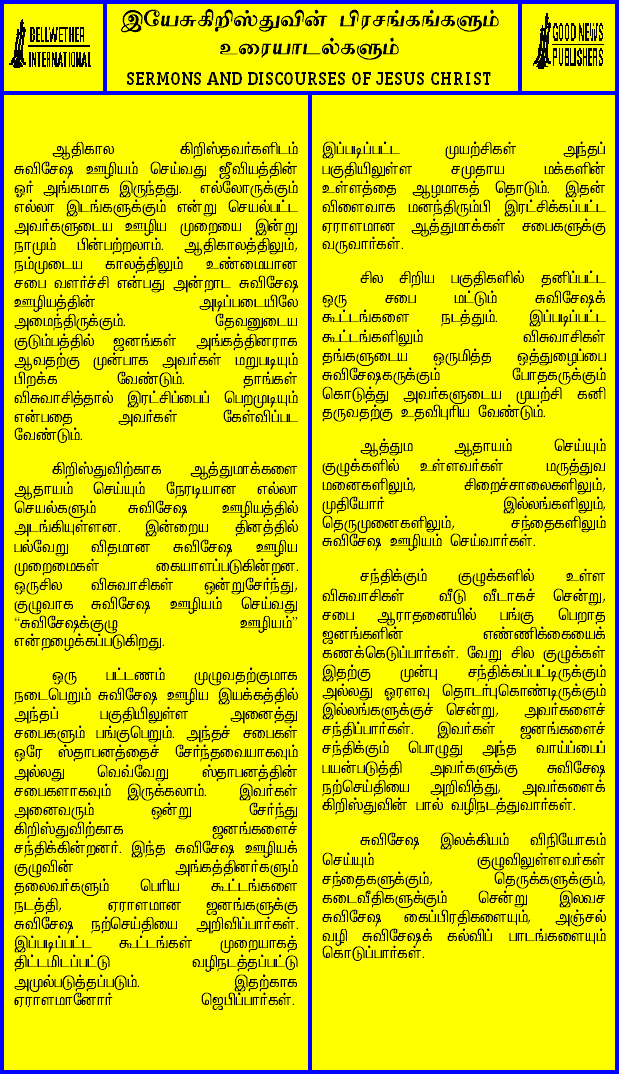 BELLWETHER
INTERNATIONAL
இயேசுகிறிஸ்துவின் பிரசங்கங்களும்
உரையாடல்களும்
SERMONS AND DISCOURSES OF JESUS CHRIST
GOOD NEWS
PUBLISHERS
ஆதிகால கிறிஸ்தவர்களிடம்
சுவிசேஷ ஊழியம் செய்வது ஜீவியத்தின்
ஓர் அங்கமாக இருந்தது. எல்லோருக்கும்
எல்லா இடங்களுக்கும் என்று செயல்பட்ட
அவர்களுடைய ஊழிய முறையை இன்று
நாமும் பின்பற்றலாம். ஆதிகாலத்திலும்,
நம்முடைய காலத்திலும் உண்மையான
சபை வளர்ச்சி என்பது அன்றாட சுவிசேஷ
ஊழியத்தின் அடிப்படையிலே
அமைந்திருக்கும். தேவனுடைய
குடும்பத்தில் ஜனங்கள் அங்கத்தினராக
ஆவதற்கு முன்பாக அவர்கள் மறுபடியும்
பிறக்க வேண்டும். தாங்கள்
விசுவாசித்தால் இரட்சிப்பைப் பெறமுடியும்
என்பதை அவர்கள் கேள்விப்பட
வேண்டும்.
கிறிஸ்துவிற்காக ஆத்துமாக்களை
ஆதாயம் செய்யும் நேரடியான எல்லா
செயல்களும் சுவிசேஷ ஊழியத்தில்
அடங்கியுள்ளன. இன்றைய தினத்தில்
பல்வேறு விதமான சுவிசேஷ ஊழிய
முறைமைகள் கையாளப்படுகின்றன.
ஒருசில விசுவாசிகள் ஒன்றுசேர்ந்து,
குழுவாக சுவிசேஷ ஊழியம் செய்வது
“சுவிசேஷக்குழு ஊழியம்”
என்றழைக்கப்படுகிறது.
ஒரு பட்டணம் முழுவதற்குமாக
நடைபெறும் சுவிசேஷ ஊழிய இயக்கத்தில்
அந்தப் பகுதியிலுள்ள அனைத்து
சபைகளும் பங்குபெறும். அந்தச் சபைகள்
ஒரே ஸ்தாபனத்தைச் சேர்ந்தவையாகவும்
அல்லது வெவ்வேறு ஸ்தாபனத்தின்
சபைகளாகவும் இருக்கலாம். இவர்கள்
அனைவரும் ஒன்று சேர்ந்து
கிறிஸ்துவிற்காக ஜனங்களைச்
சந்திக்கின்றனர். இந்த சுவிசேஷ ஊழியக்
குழுவின் அங்கத்தினர்களும்
தலைவர்களும் பெரிய கூட்டங்களை
நடத்தி, ஏராளமான ஜனங்களுக்கு
சுவிசேஷ நற்செய்தியை அறிவிப்பார்கள்.
இப்படிப்பட்ட கூட்டங்கள் முறையாகத்
திட்டமிடப்பட்டு வழிநடத்தப்பட்டு
அமுல்படுத்தப்படும். இதற்காக
ஏராளமானோர் ஜெபிப்பார்கள்.
இப்படிப்பட்ட முயற்சிகள் அந்தப்
பகுதியிலுள்ள சமுதாய மக்களின்
உள்ளத்தை ஆழமாகத் தொடும். இதன்
விளைவாக மனந்திரும்பி இரட்சிக்கப்பட்ட
ஏராளமான ஆத்துமாக்கள் சபைகளுக்கு
வருவார்கள்.
சில சிறிய பகுதிகளில் தனிப்பட்ட
ஒரு சபை மட்டும் சுவிசேஷக்
கூட்டங்களை நடத்தும். இப்படிப்பட்ட
கூட்டங்களிலும் விசுவாசிகள்
தங்களுடைய ஒருமித்த ஒத்துழைப்பை
சுவிசேஷகருக்கும் போதகருக்கும்
கொடுத்து அவர்களுடைய முயற்சி கனி
தருவதற்கு உதவிபுரிய வேண்டும்.
ஆத்தும ஆதாயம் செய்யும்
குழுக்களில் உள்ளவர்கள் மருத்துவ
மனைகளிலும், சிறைச்சாலைகளிலும்,
முதியோர் இல்லங்களிலும்,
தெருமுனைகளிலும், சந்தைகளிலும்
சுவிசேஷ ஊழியம் செய்வார்கள்.
சந்திக்கும் குழுக்களில் உள்ள
விசுவாசிகள் வீடு வீடாகச் சென்று,
சபை ஆராதனையில் பங்கு பெறாத
ஜனங்களின் எண்ணிக்கையைக்
கணக்கெடுப்பார்கள். வேறு சில குழுக்கள்
இதற்கு முன்பு சந்திக்கப்பட்டிருக்கும்
அல்லது ஓரளவு தொடர்புகொண்டிருக்கும்
இல்லங்களுக்குச் சென்று, அவர்களைச்
சந்திப்பார்கள். இவர்கள் ஜனங்களைச்
சந்திக்கும் பொழுது அந்த வாய்ப்பைப்
பயன்படுத்தி அவர்களுக்கு சுவிசேஷ
நற்செய்தியை அறிவித்து, அவர்களைக்
கிறிஸ்துவின் பால் வழிநடத்துவார்கள்.
சுவிசேஷ இலக்கியம் விநியோகம்
செய்யும் குழுவிலுள்ளவர்கள்
சந்தைகளுக்கும், தெருக்களுக்கும்,
கடைவீதிகளுக்கும் சென்று இலவச
சுவிசேஷ கைப்பிரதிகளையும், அஞ்சல்
வழி சுவிசேஷக் கல்விப் பாடங்களையும்
கொடுப்பார்கள்.